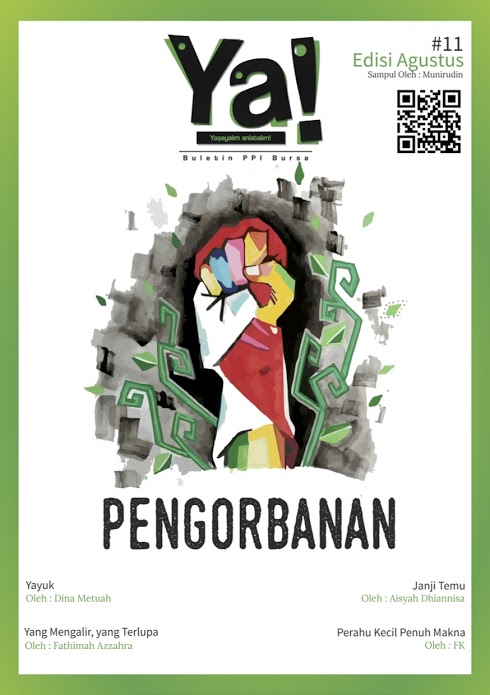 Ya!
Yaşayalım anlatalım!
Buletin PPI Bursa
#11
Edisi Agustus
Sampul Oleh : Munirudin
PENGORBANAN
Yayuk
Oleh : Dina Metuah
Janji Temu
Oleh : Aisyah Dhiannisa
Yang Mengalir, yang Terlupa
Oleh : Fathimah Azzahra
Perahu Kecil Penuh Makna
Oleh : FK